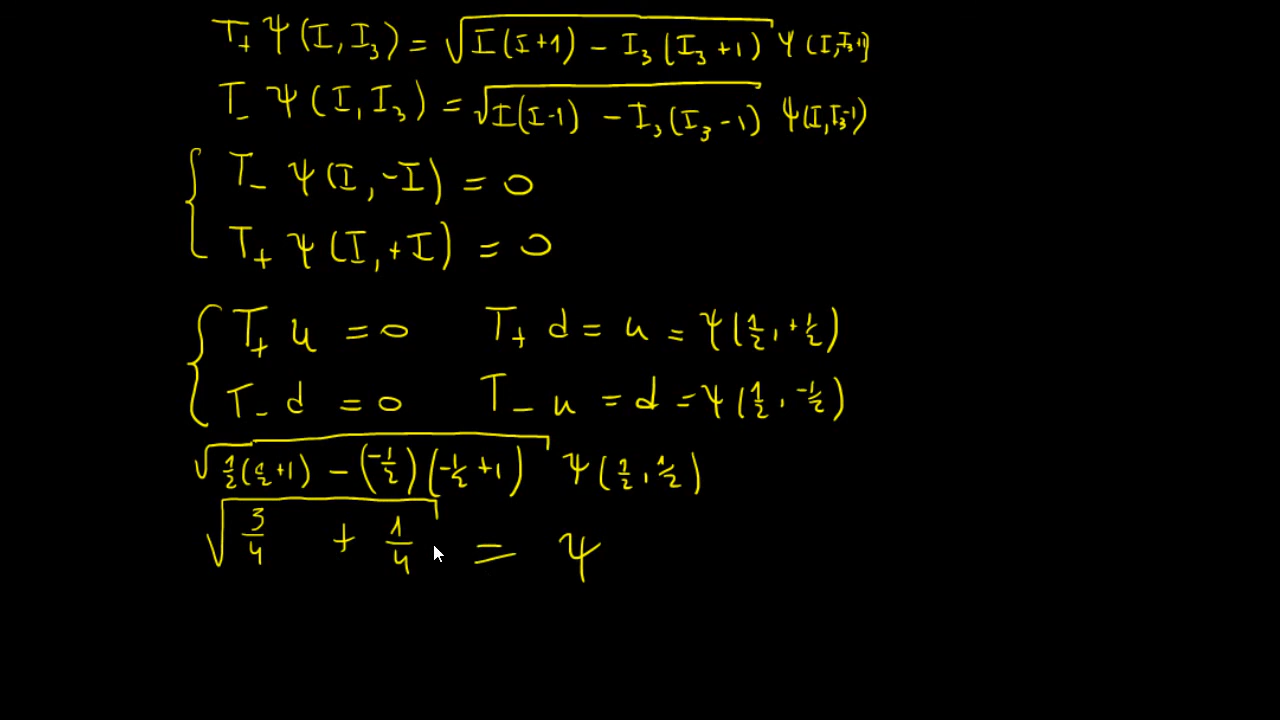 T₊ ψ(I, I₃) = √(I(I+1) − I₃(I₃+1)) ψ(I, I₃+1)
T₋ ψ(I, I₃) = √(I(I-1) − I₃(I₃−1)) ψ(I, I₃-1)
{ T₋ ψ(I, -I) = 0
T₊ ψ(I, +I) = 0
{ T₊ u = 0 T₊ d = u = ψ(1/2, +1/2)
T₋ d = 0 T₋ u = d = ψ(1/2, -1/2)
√(1/2(1/2+1) − (-1/2)(-1/2+1)) ψ(1/2, 1/2)
√(3/4 + 1/4) = ψ